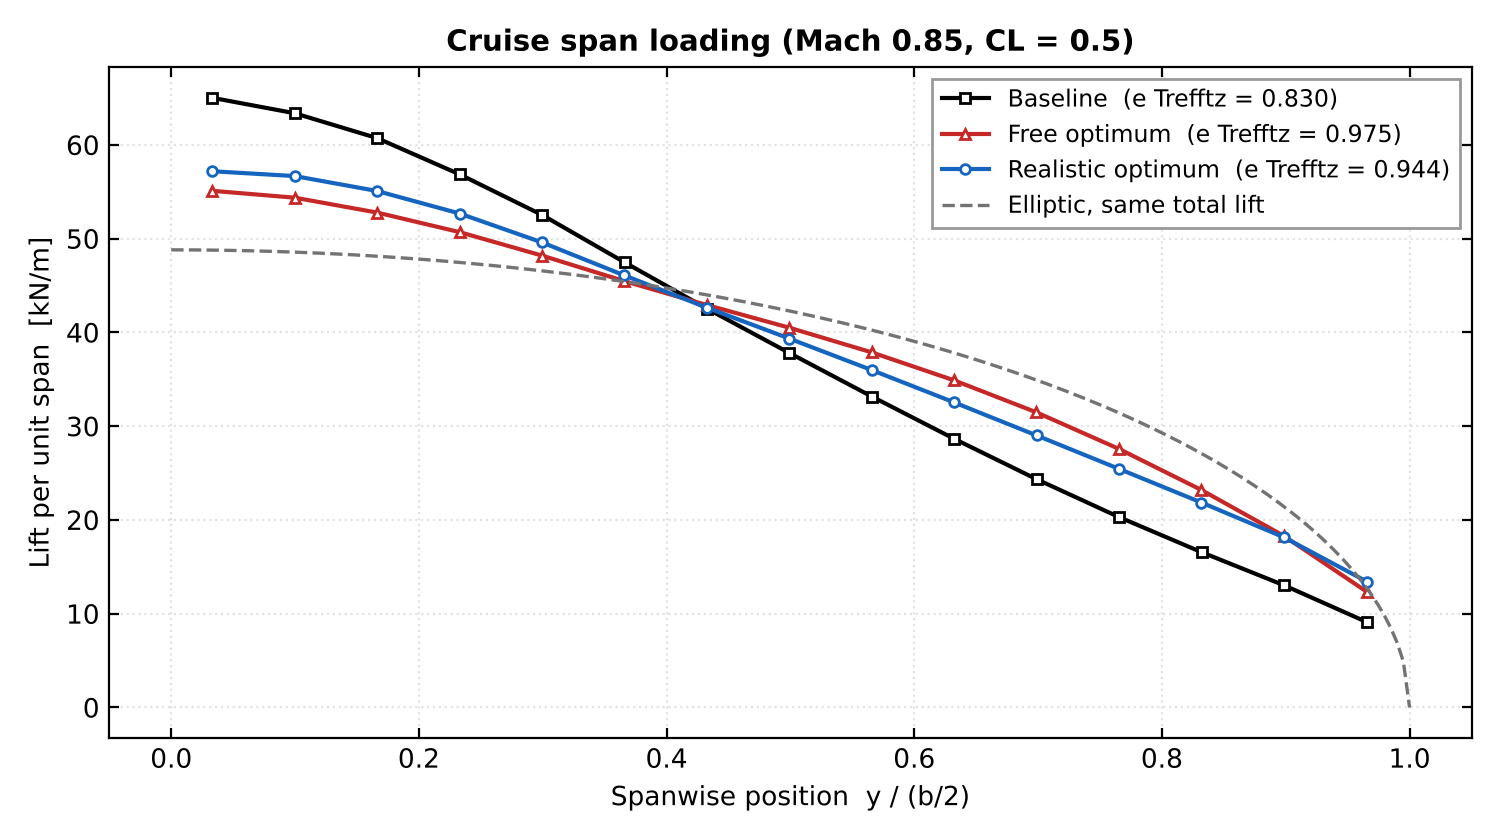 Cruise span loading (Mach 0.85, CL = 0.5)
Baseline (e Trefftz = 0.830)
Free optimum (e Trefftz = 0.975)
Realistic optimum (e Trefftz = 0.944)
Elliptic, same total lift
Lift per unit span [kN/m]
60
50
40
30
20
10
0
0.0 0.2 0.4 0.6 0.8 1.0
Spanwise position y / (b/2)